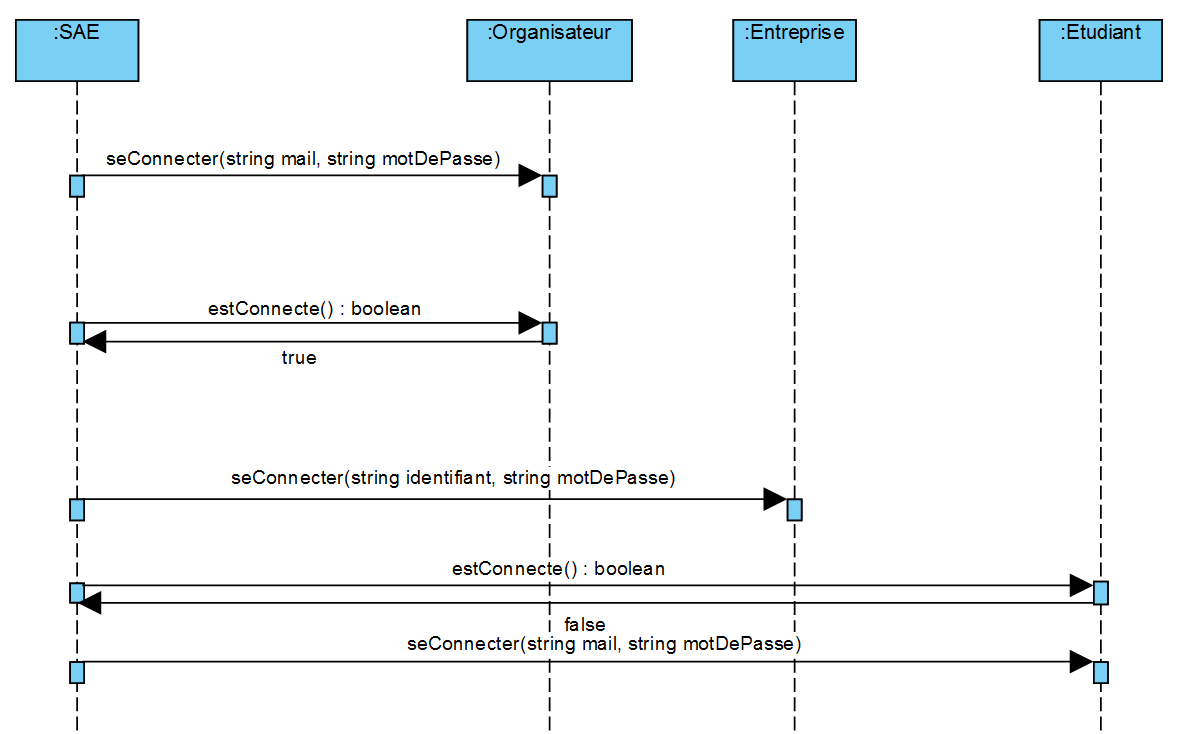 :SAE
:Organisateur
:Entreprise
:Etudiant
seConnecter(string mail, string motDePasse)
estConnecte() : boolean
true
seConnecter(string identifiant, string motDePasse)
estConnecte() : boolean
false
seConnecter(string mail, string motDePasse)